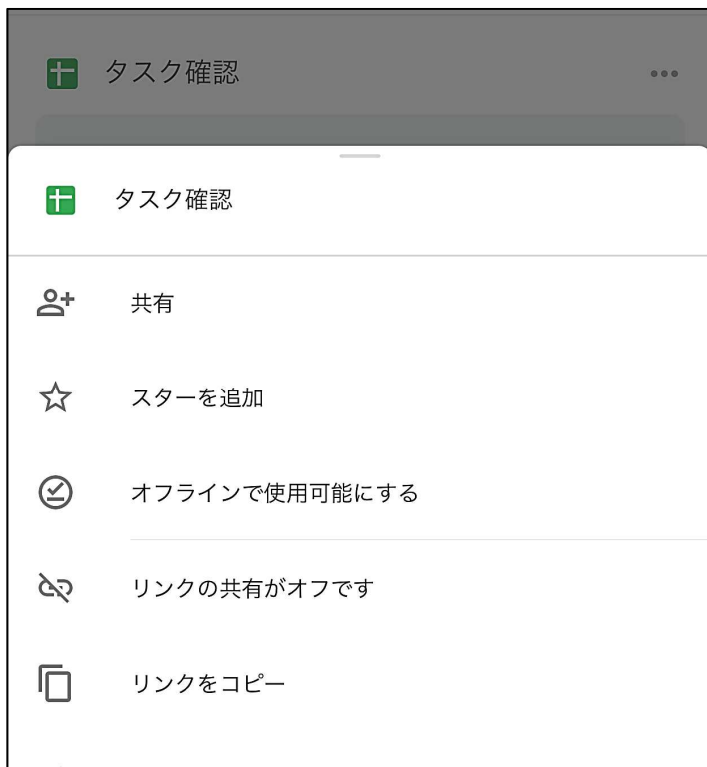 タスク確認
タスク確認
共有
スターを追加
オフラインで使用可能にする
リンクの共有がオフです
リンクをコピー